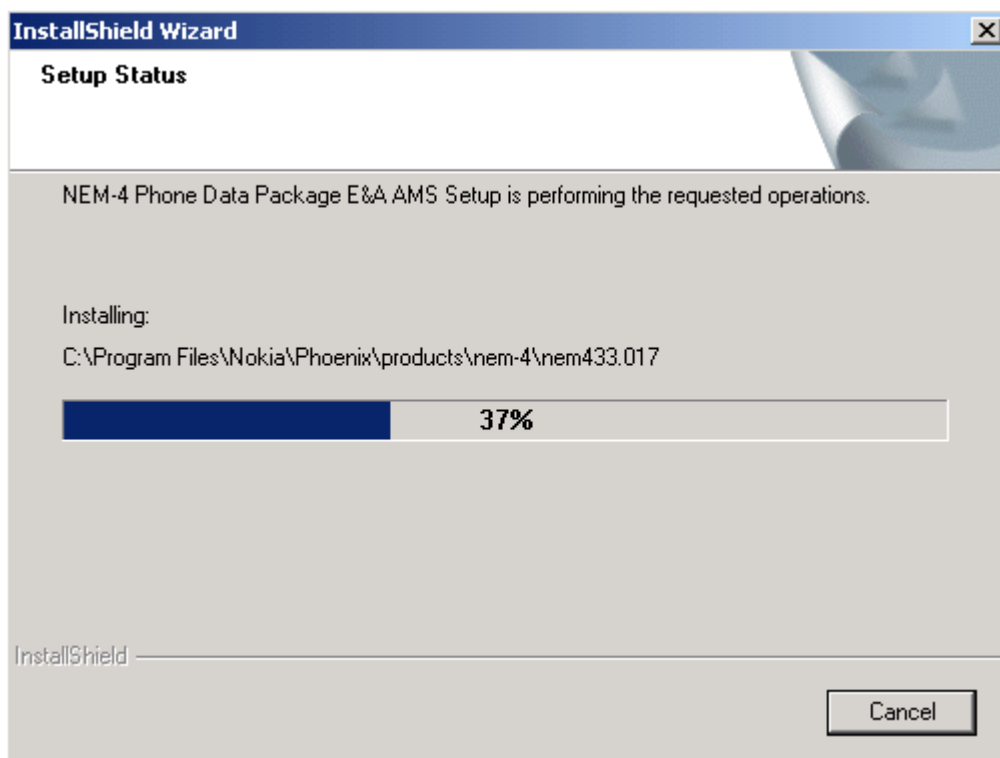 InstallShield Wizard
Setup Status
NEM-4 Phone Data Package E&A AMS Setup is performing the requested operations.
Installing:
C:\Program Files\Nokia\Phoenix\products\nem-4\nem433.017
37%
InstallShield
Cancel